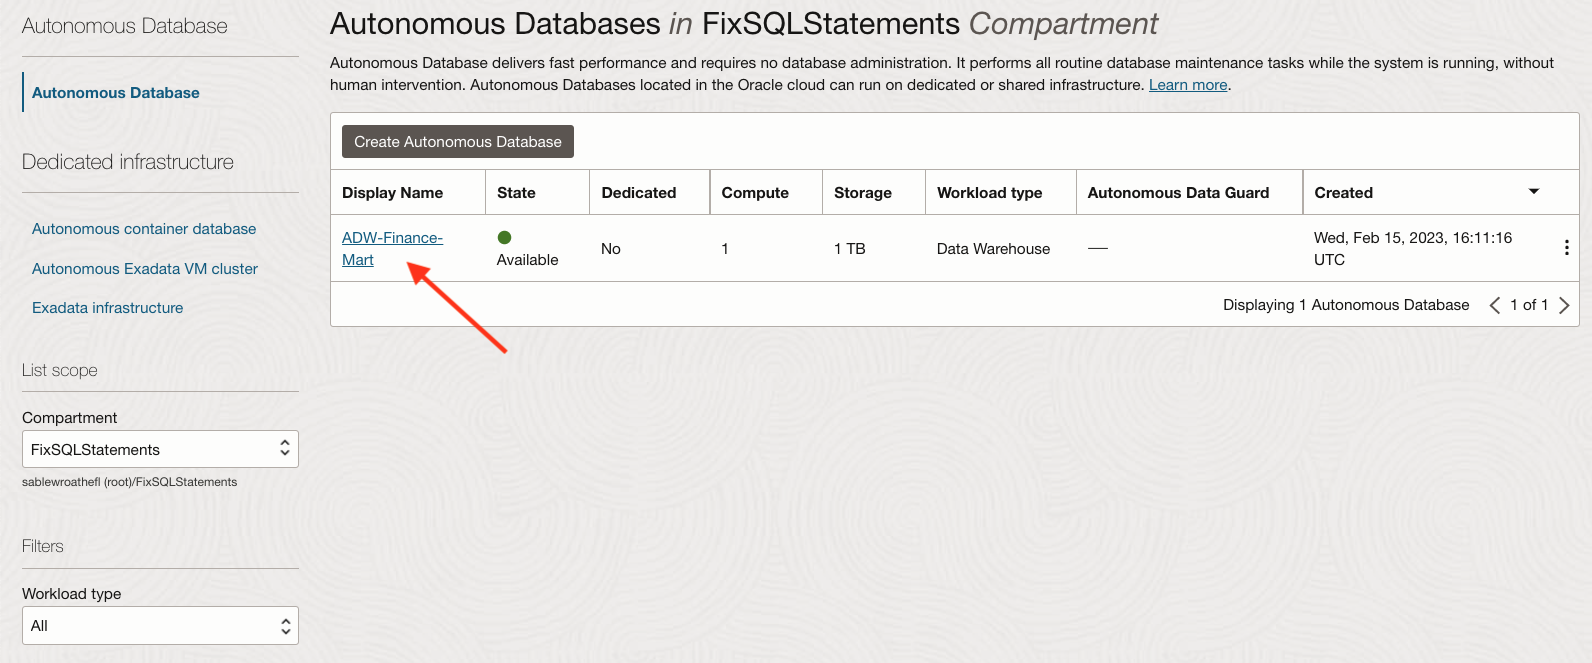 Autonomous Database
Autonomous Database
Dedicated infrastructure
Autonomous container database
Autonomous Exadata VM cluster
Exadata infrastructure
List scope
Compartment
FixSQLStatements
sablewroathefl (root)/FixSQLStatements
Filters
Workload type
All
Autonomous Databases in FixSQLStatements Compartment
Autonomous Database delivers fast performance and requires no database administration. It performs all routine database maintenance tasks while the system is running, without
human intervention. Autonomous Databases located in the Oracle cloud can run on dedicated or shared infrastructure. Learn more.
Create Autonomous Database
Display Name State Dedicated Compute Storage Workload type Autonomous Data Guard Created
ADW-Finance-
Mart
Available
No
1
1 TB
Data Warehouse
—
Wed, Feb 15, 2023, 16:11:16
UTC
Displaying 1 Autonomous Database 1 of 1